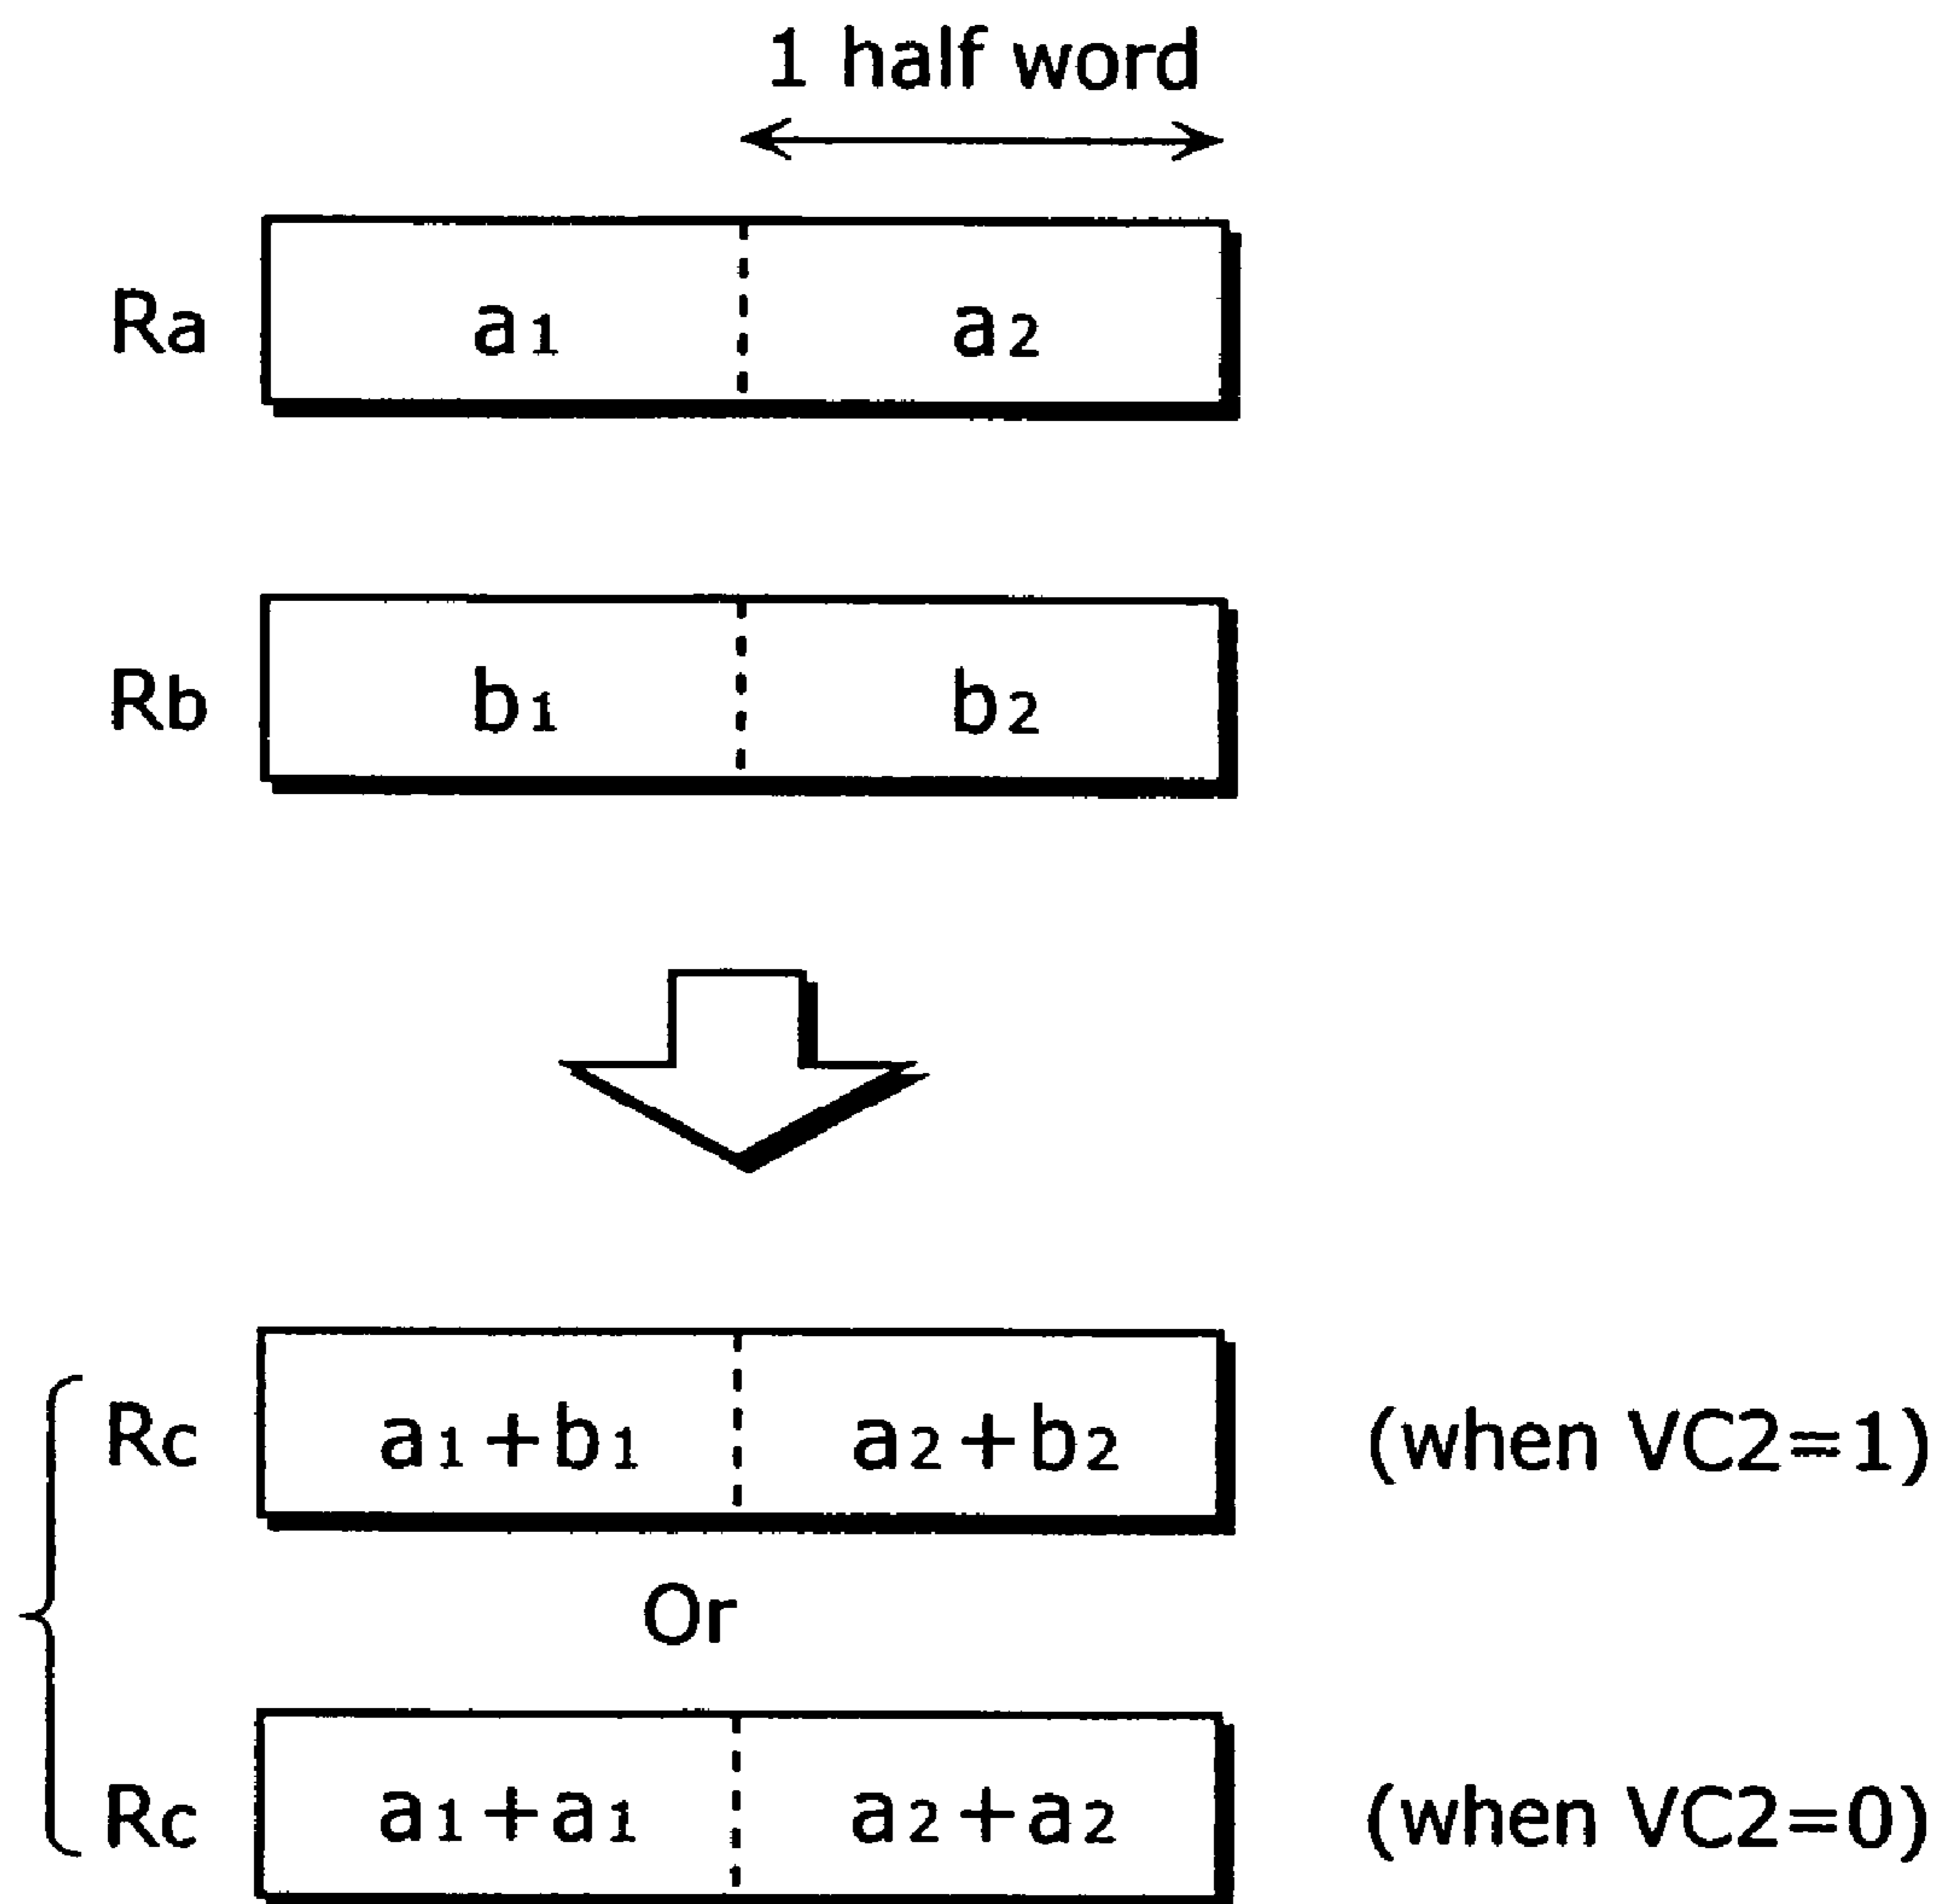 1 half word
Ra a1 a2
Rb b1 b2
Rc a1+b1 a2+b2 (when VC2=1)
Or
Rc a1+a1 a2+a2 (when VC2=0)